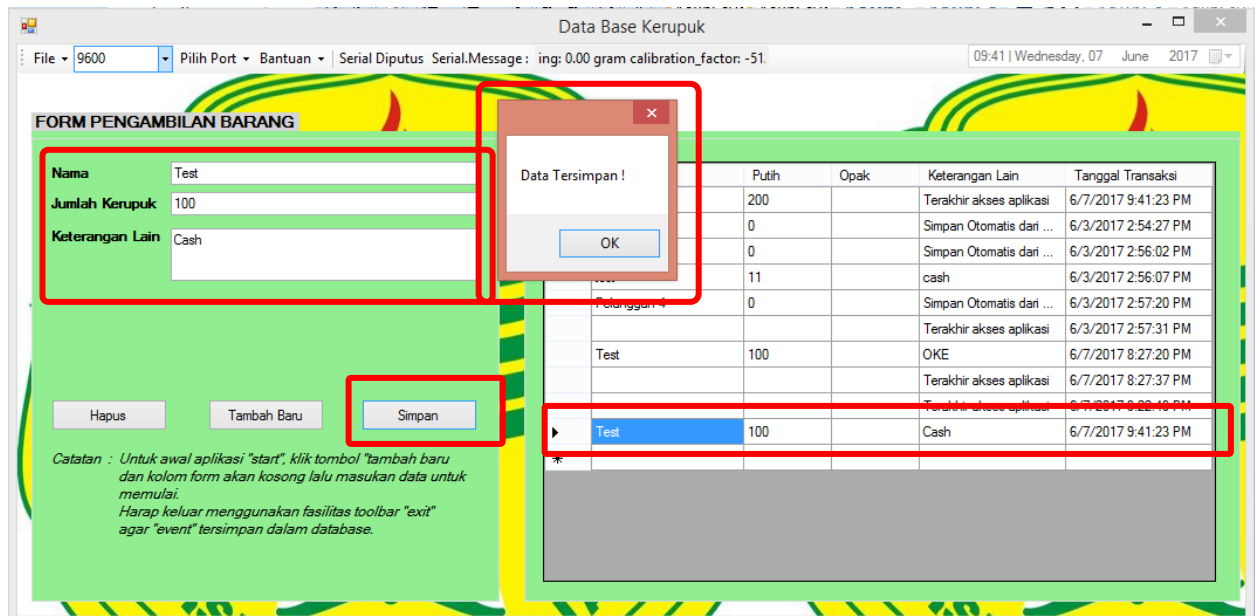 Data Base Kerupuk
File 9600 Pilih Port Bantuan Serial Diputus Serial.Message : ing: 0.00 gram calibration_factor: -51. 09:41 | Wednesday, 07 June 2017
FORM PENGAMBILAN BARANG
Nama Test
Jumlah Kerupuk 100
Keterangan Lain Cash
Hapus Tambah Baru Simpan
Catatan : Untuk awal aplikasi "start", klik tombol "tambah baru
dan kolom form akan kosong lalu masukan data untuk
memulai.
Harap keluar menggunakan fasilitas toolbar "exit"
agar "event" tersimpan dalam database.
Data Tersimpan !
OK
Putih Opak Keterangan Lain Tanggal Transaksi
200 Terakhir akses aplikasi 6/7/2017 9:41:23 PM
0 Simpan Otomatis dari ... 6/3/2017 2:54:27 PM
0 Simpan Otomatis dari ... 6/3/2017 2:56:02 PM
11 cash 6/3/2017 2:56:07 PM
Pelanggan 4 0 Simpan Otomatis dari ... 6/3/2017 2:57:20 PM
Terakhir akses aplikasi 6/3/2017 2:57:31 PM
Test 100 OKE 6/7/2017 8:27:20 PM
Terakhir akses aplikasi 6/7/2017 8:27:37 PM
Terakhir akses aplikasi
Test 100 Cash 6/7/2017 9:41:23 PM